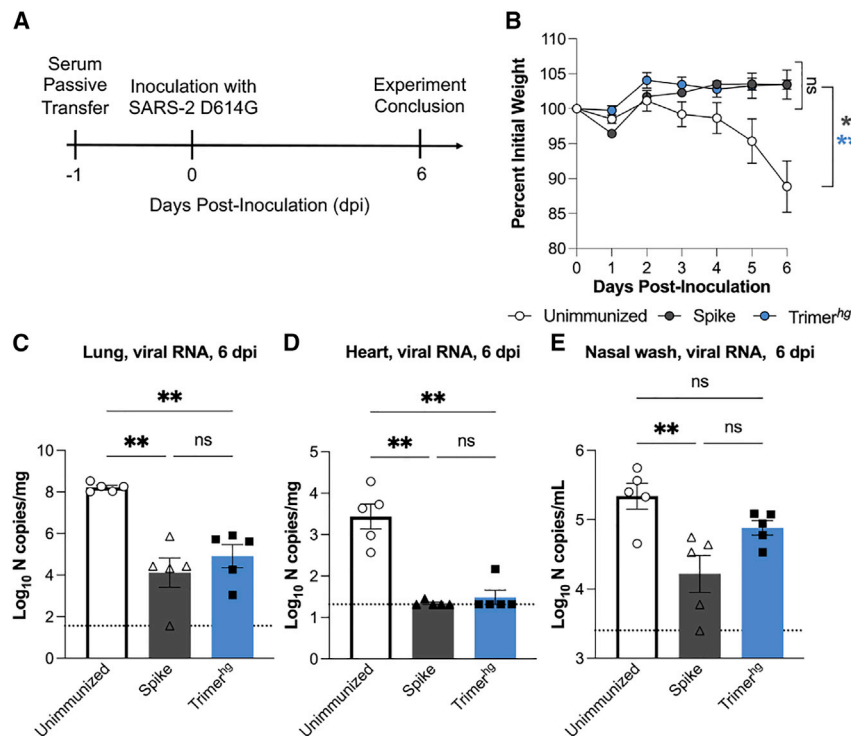 A
Serum
Passive
Transfer
Inoculation with
SARS-2 D614G
Experiment
Conclusion
-1
0
6
Days Post-Inoculation (dpi)
B
Percent Initial Weight
110
105
100
95
90
85
80
0 1 2 3 4 5 6
Days Post-Inoculation
ns
*
**
Unimmunized Spike Trimerhg
C Lung, viral RNA, 6 dpi
**
** ns
Log10 N copies/mg
10
8
6
4
2
0
Unimmunized
Spike
Trimerhg
D Heart, viral RNA, 6 dpi
**
** ns
Log10 N copies/mg
5
4
3
2
1
0
Unimmunized
Spike
Trimerhg
E Nasal wash, viral RNA, 6 dpi
ns
** ns
Log10 N copies/mL
6
5
4
3
Unimmunized
Spike
Trimerhg